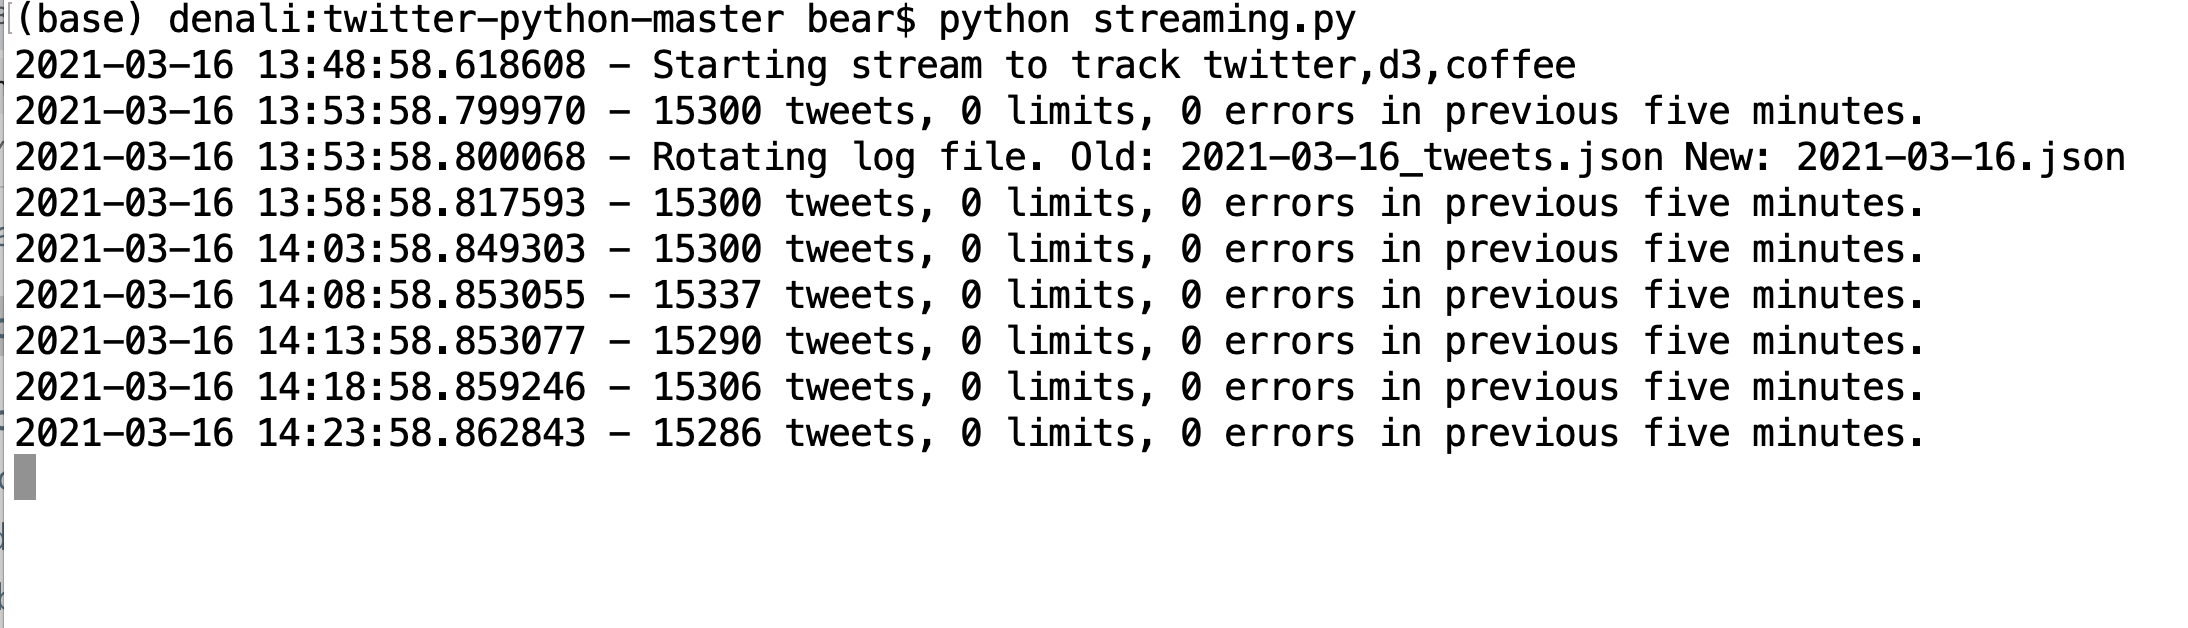 (base) denali:twitter-python-master bear$ python streaming.py
2021-03-16 13:48:58.618608 - Starting stream to track twitter,d3,coffee
2021-03-16 13:53:58.799970 - 15300 tweets, 0 limits, 0 errors in previous five minutes.
2021-03-16 13:53:58.800068 - Rotating log file. Old: 2021-03-16_tweets.json New: 2021-03-16.json
2021-03-16 13:58:58.817593 - 15300 tweets, 0 limits, 0 errors in previous five minutes.
2021-03-16 14:03:58.849303 - 15300 tweets, 0 limits, 0 errors in previous five minutes.
2021-03-16 14:08:58.853055 - 15337 tweets, 0 limits, 0 errors in previous five minutes.
2021-03-16 14:13:58.853077 - 15290 tweets, 0 limits, 0 errors in previous five minutes.
2021-03-16 14:18:58.859246 - 15306 tweets, 0 limits, 0 errors in previous five minutes.
2021-03-16 14:23:58.862843 - 15286 tweets, 0 limits, 0 errors in previous five minutes.